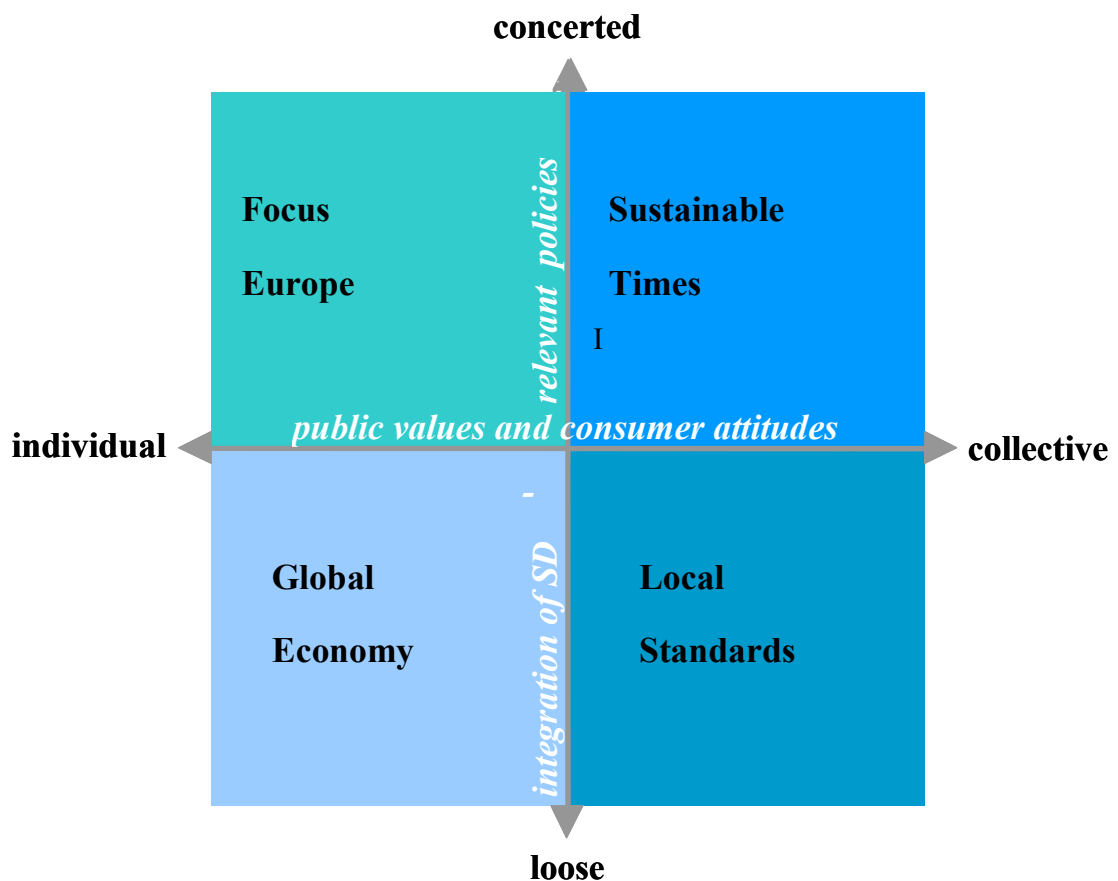 concerted
Focus
Europe
Sustainable
Times
I
relevant policies
public values and consumer attitudes
individual
collective
-
integration of SD
Global
Economy
Local
Standards
loose